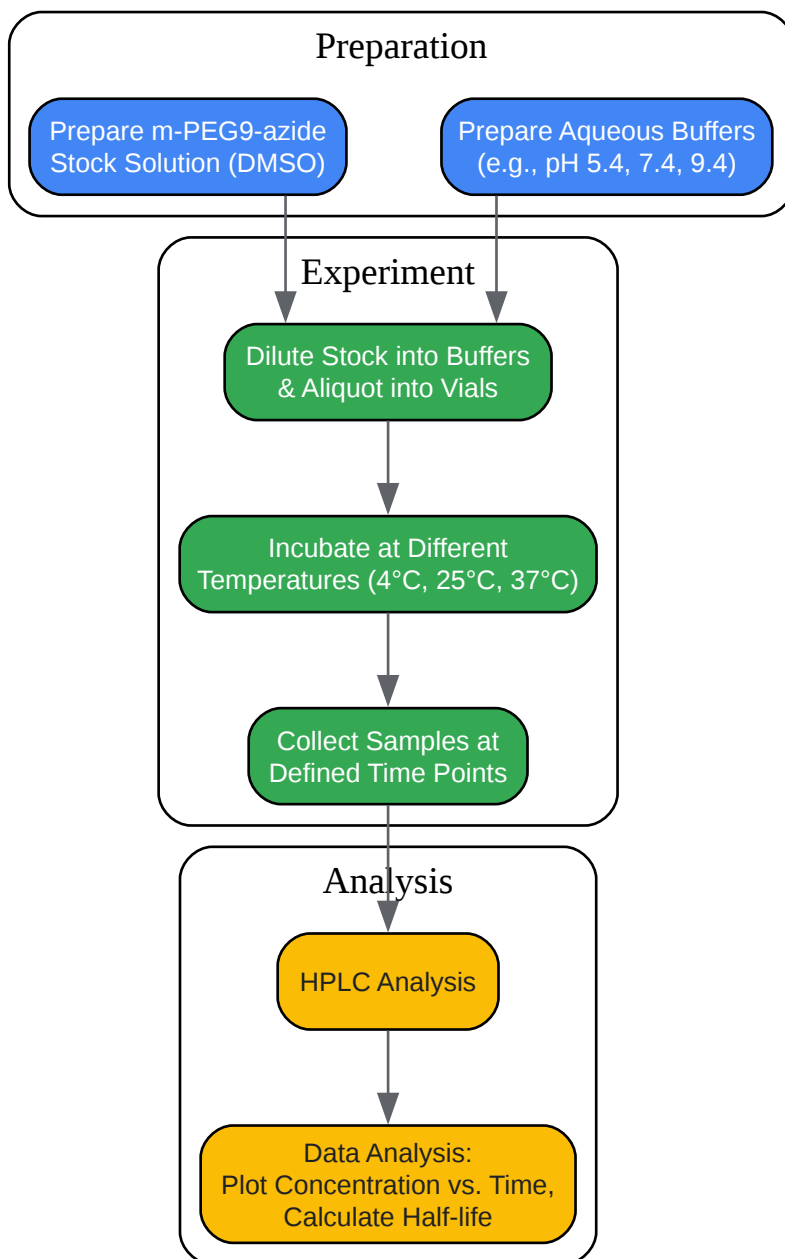 Preparation
Prepare m-PEG9-azide
Stock Solution (DMSO)
Prepare Aqueous Buffers
(e.g., pH 5.4, 7.4, 9.4)
Experiment
Dilute Stock into Buffers
& Aliquot into Vials
Incubate at Different
Temperatures (4°C, 25°C, 37°C)
Collect Samples at
Defined Time Points
Analysis
HPLC Analysis
Data Analysis:
Plot Concentration vs. Time,
Calculate Half-life